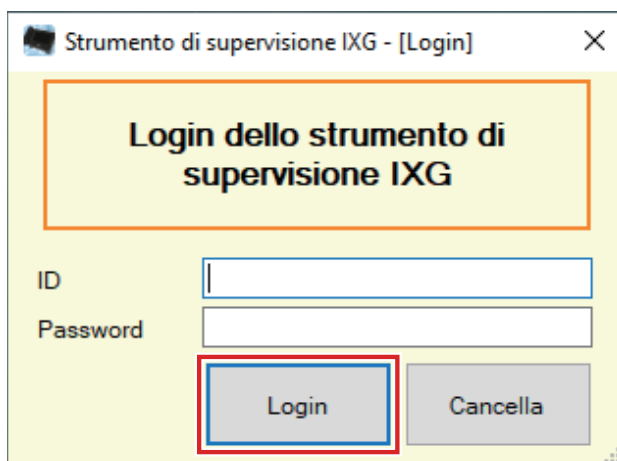 Strumento di supervisione IXG - [Login]
Login dello strumento di
supervisione IXG
ID
Password
Login
Cancella